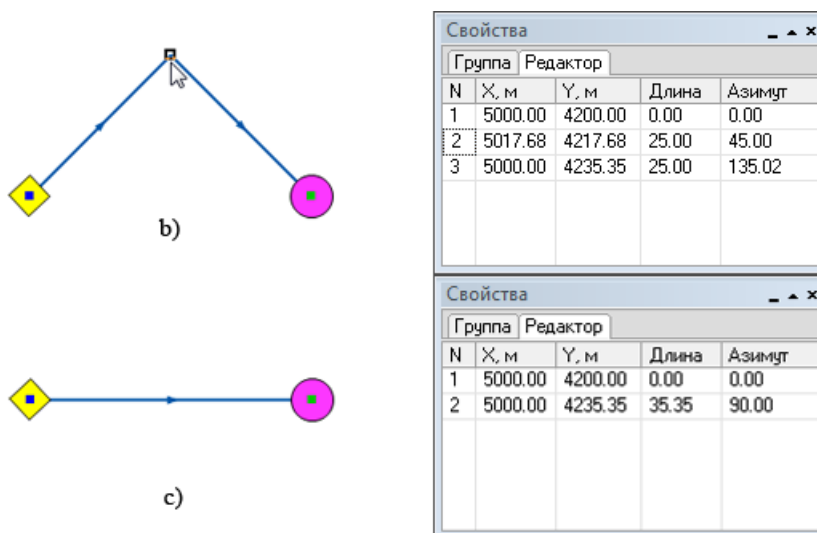 Свойства
Группа Редактор
N X, м Y, м Длина Азимут
1 5000.00 4200.00 0.00 0.00
2 5017.68 4217.68 25.00 45.00
3 5000.00 4235.35 25.00 135.02
b)
Свойства
Группа Редактор
N X, м Y, м Длина Азимут
1 5000.00 4200.00 0.00 0.00
2 5000.00 4235.35 35.35 90.00
c)